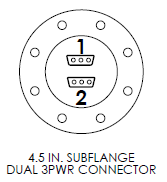 1
2
4.5 IN. SUBFLANGE
DUAL 3PWR CONNECTOR